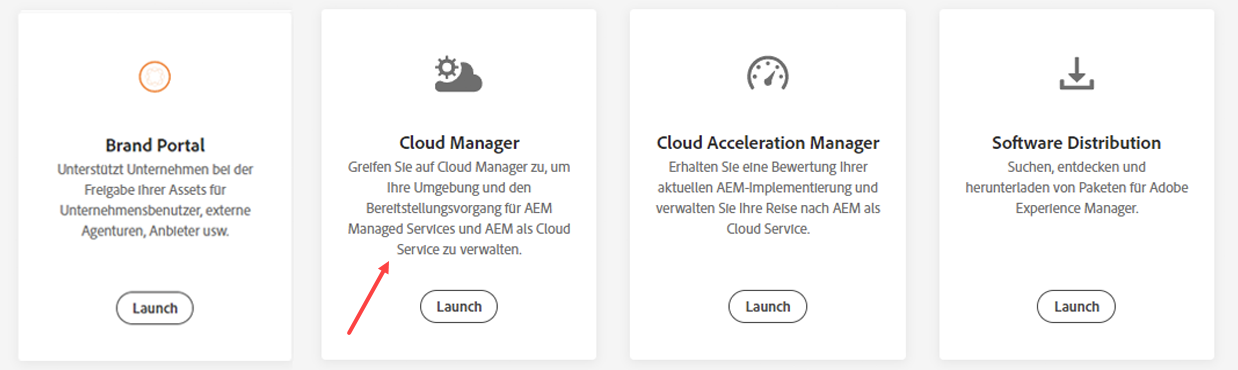 Brand Portal
Unterstützt Unternehmen bei der
Freigabe ihrer Assets für
Unternehmensbenutzer, externe
Agenturen, Anbieter usw.
Launch
Cloud Manager
Greifen Sie auf Cloud Manager zu, um
Ihre Umgebung und den
Bereitstellungsvorgang für AEM
Managed Services und AEM als Cloud
Service zu verwalten.
Launch
Cloud Acceleration Manager
Erhalten Sie eine Bewertung Ihrer
aktuellen AEM-Implementierung und
verwalten Sie Ihre Reise nach AEM als
Cloud Service.
Launch
Software Distribution
Suchen, entdecken und
herunterladen von Paketen für Adobe
Experience Manager.
Launch